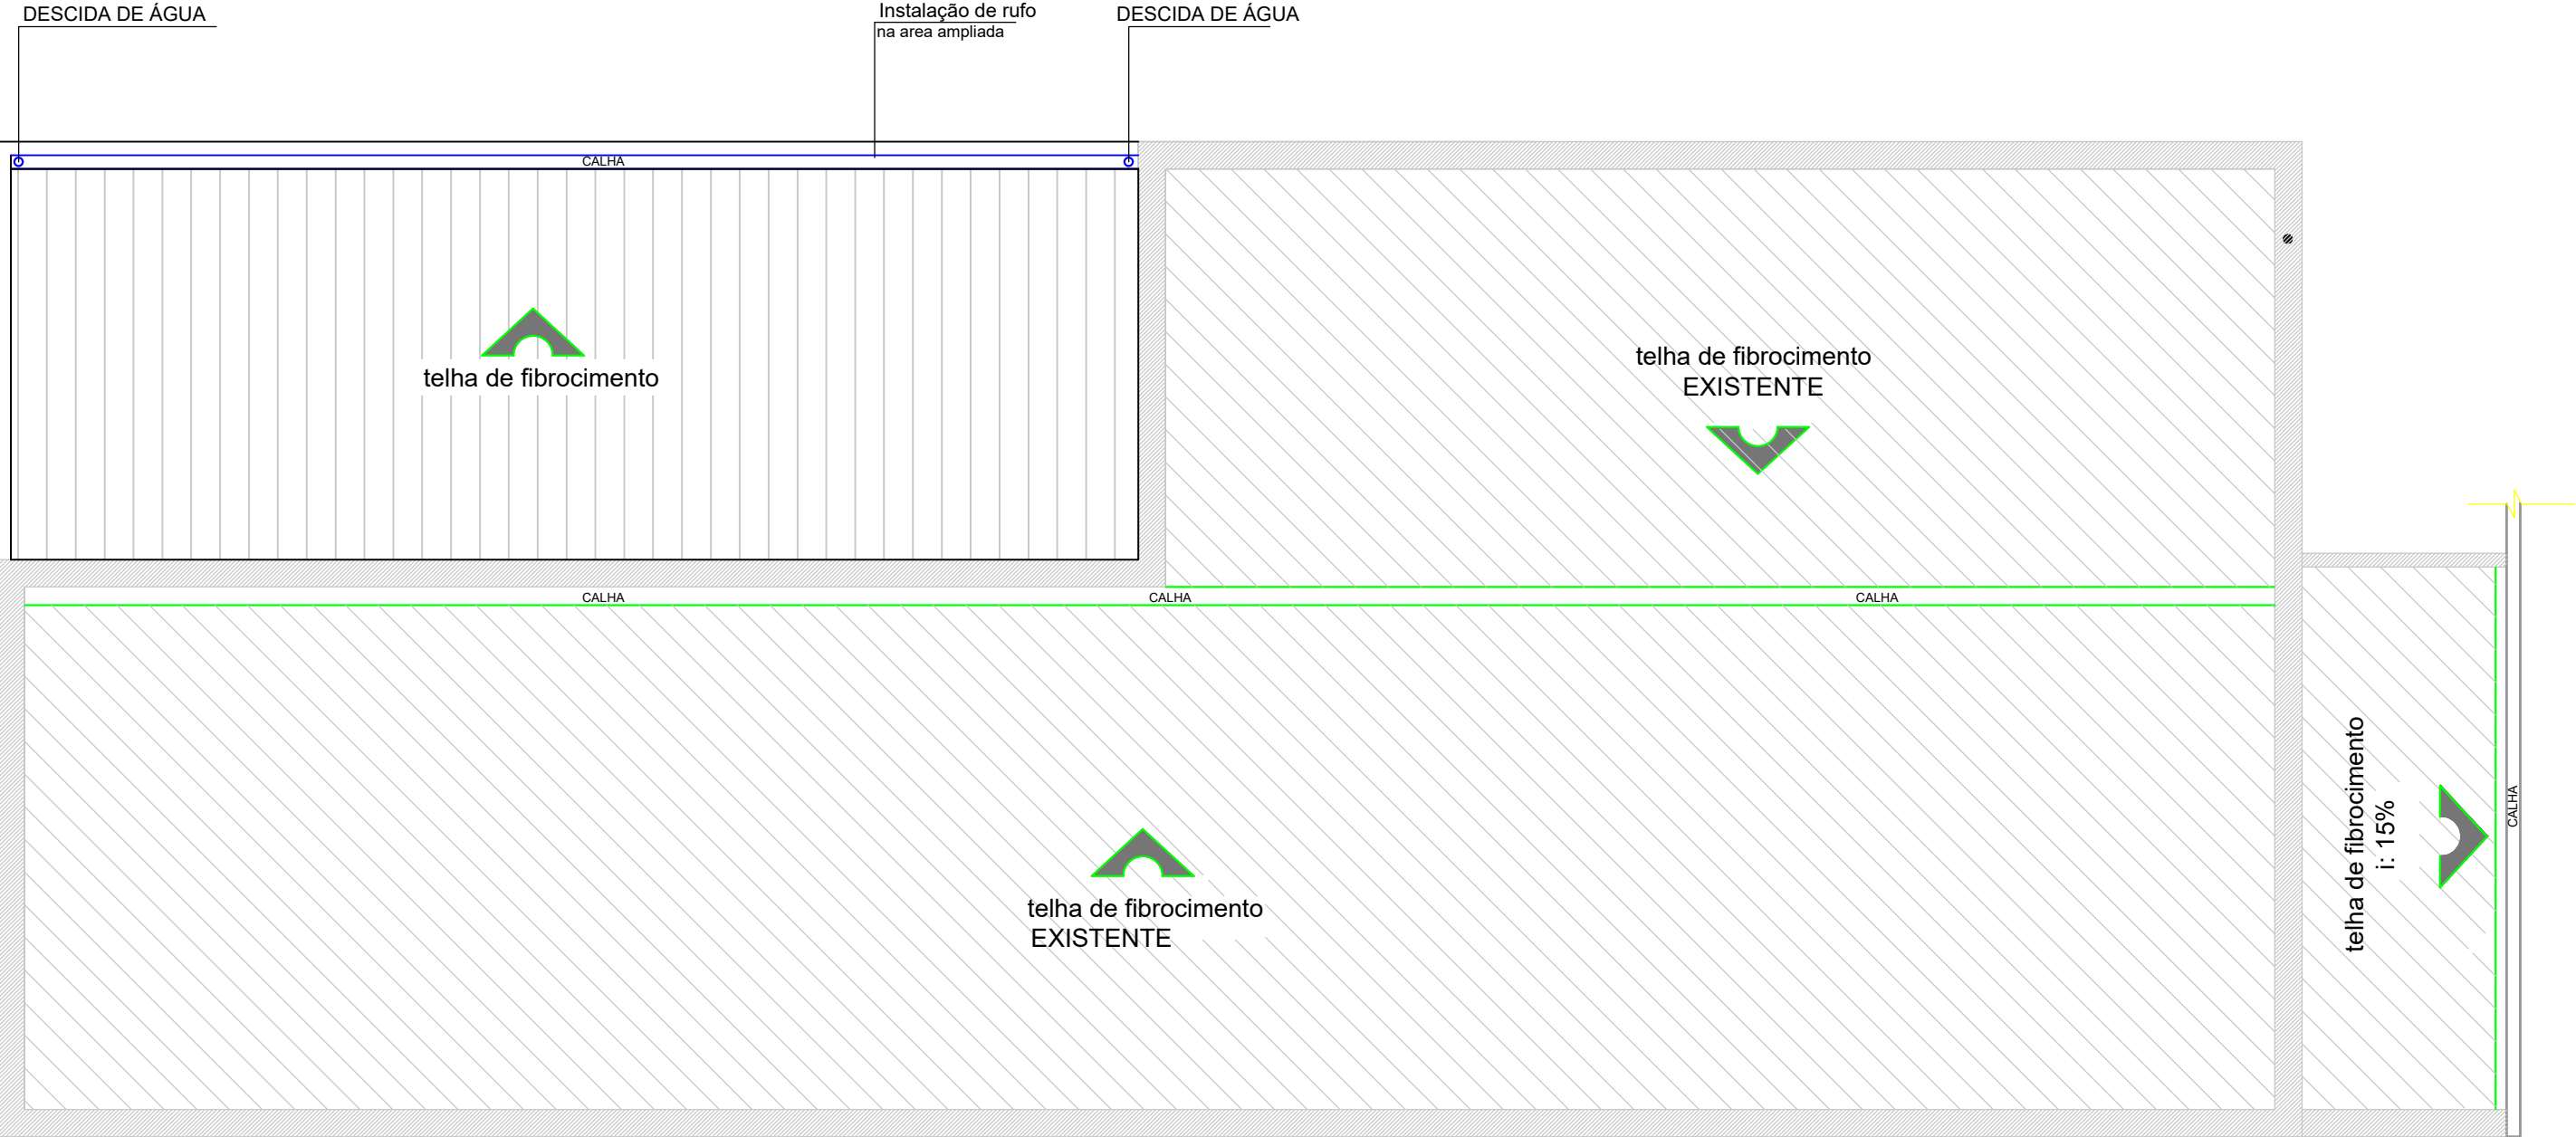 DESCIDA DE ÁGUA
Instalação de rufo
na area ampliada
DESCIDA DE ÁGUA
CALHA
telha de fibrocimento
telha de fibrocimento
EXISTENTE
CALHA
CALHA
CALHA
telha de fibrocimento
EXISTENTE
telha de fibrocimento
i: 15%
CALHA